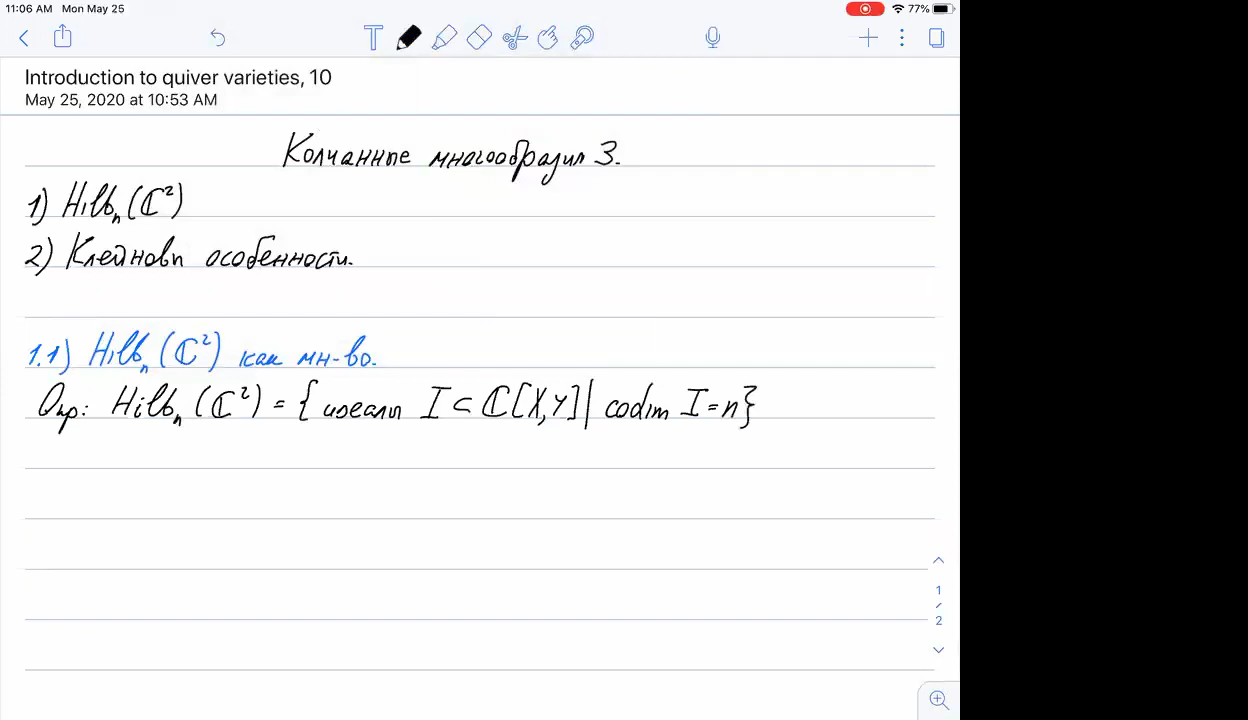 11:06 AM Mon May 25
77%
Introduction to quiver varieties, 10
May 25, 2020 at 10:53 AM
Колчанные многообразия 3.
1) Hilbₙ(ℂ²)
2) Клейновы особенности.
1.1) Hilbₙ(ℂ²) как мн-во.
Опр: Hilbₙ(ℂ²) = { идеалы I ⊂ ℂ[X,Y] | codim I = n}
1
2